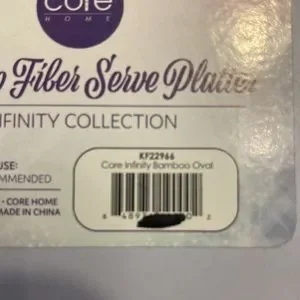 core
HOME
Fiber Serve Platter
NFINITY COLLECTION
USE:
MMENDED
KF22966
Core Infinity Bamboo Oval
- CORE HOME
MADE IN CHINA